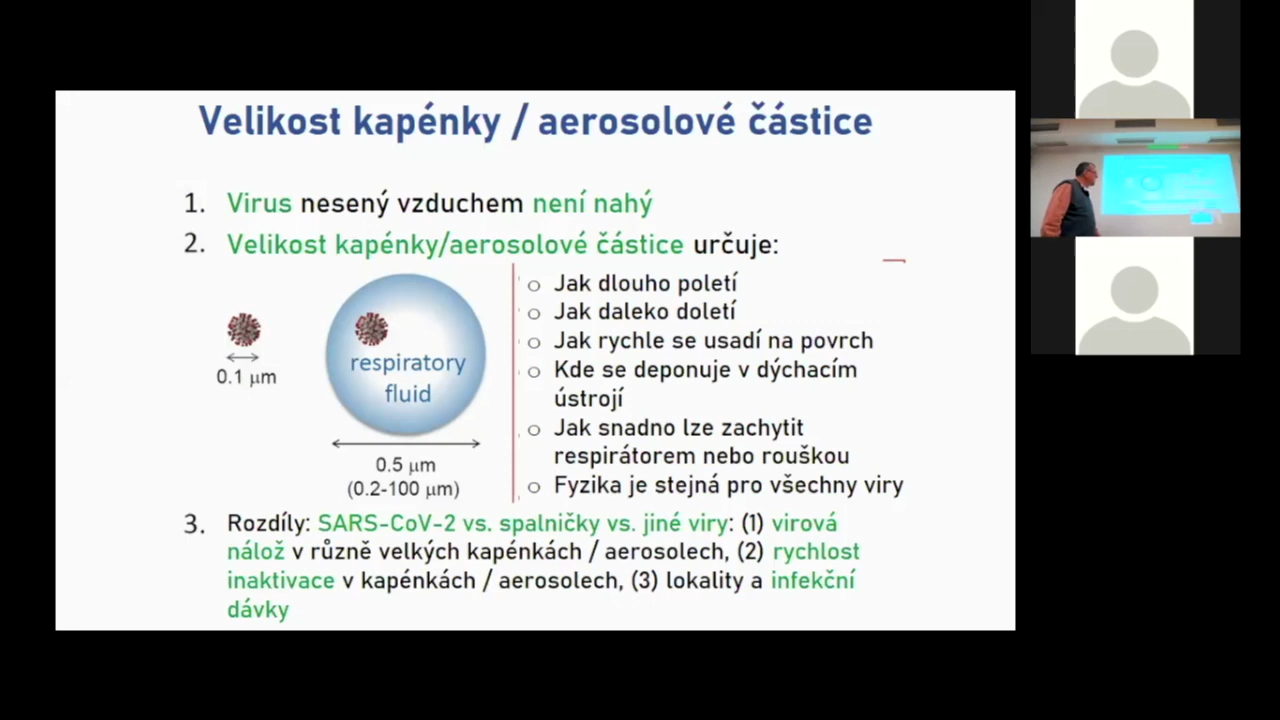 Velikost kapénky / aerosolové částice
1. Virus nesený vzduchem není nahý
2. Velikost kapénky/aerosolové částice určuje:
0.1 μm
respiratory
fluid
0.5 μm
(0.2-100 μm)
o Jak dlouho poletí
o Jak daleko doletí
o Jak rychle se usadí na povrch
o Kde se deponuje v dýchacím
ústrojí
o Jak snadno lze zachytit
respirátorem nebo rouškou
o Fyzika je stejná pro všechny viry
3. Rozdíly: SARS-CoV-2 vs. spalničky vs. jiné viry: (1) virová
nálož v různě velkých kapénkách / aerosolech, (2) rychlost
inaktivace v kapénkách / aerosolech, (3) lokality a infekční
dávky